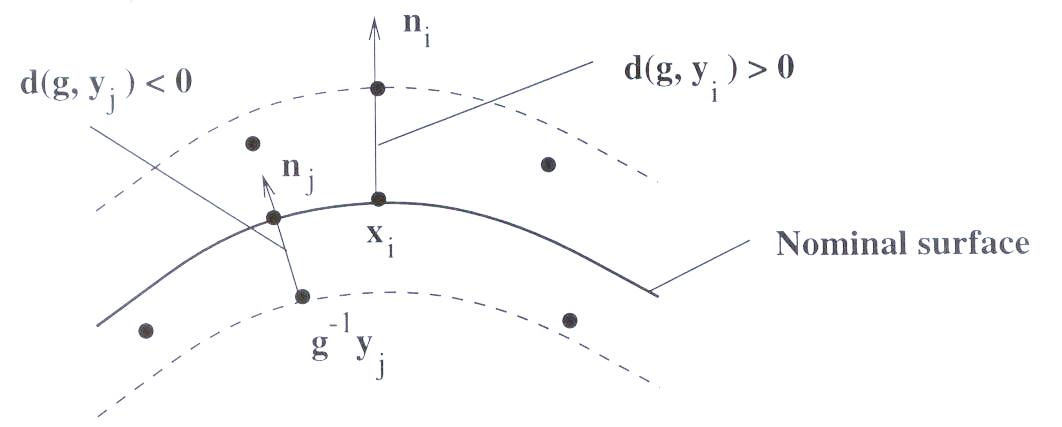 n_i
d(g, y_j) < 0
d(g, y_i) > 0
n_j
x_i
Nominal surface
g^{-1} y_j